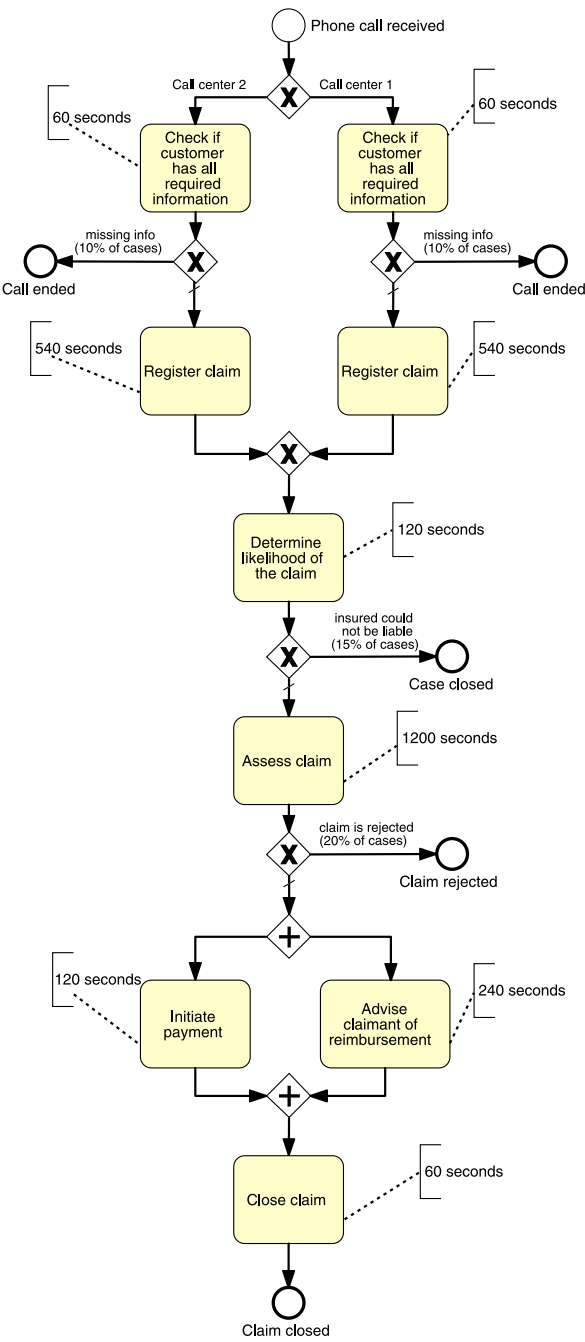 Phone call received
Call center 2
Call center 1
60 seconds
60 seconds
Check if
customer
has all
required
information
Check if
customer
has all
required
information
missing info
(10% of cases)
missing info
(10% of cases)
X
X
X
Call ended
Call ended
540 seconds
540 seconds
Register claim
Register claim
X
Determine
likelihood of
the claim
120 seconds
insured could
not be liable
(15% of cases)
X
Case closed
Assess claim
1200 seconds
claim is rejected
(20% of cases)
X
Claim rejected
+
120 seconds
240 seconds
Initiate
payment
Advise
claimant of
reimbursement
+
Close claim
60 seconds
Claim closed